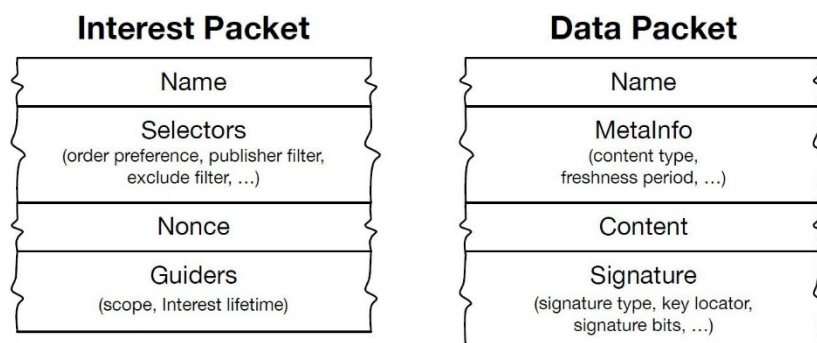 Interest Packet
Name
Selectors
(order preference, publisher filter,
exclude filter, ...)
Nonce
Guiders
(scope, Interest lifetime)
Data Packet
Name
MetaInfo
(content type,
freshness period, ...)
Content
Signature
(signature type, key locator,
signature bits, ...)